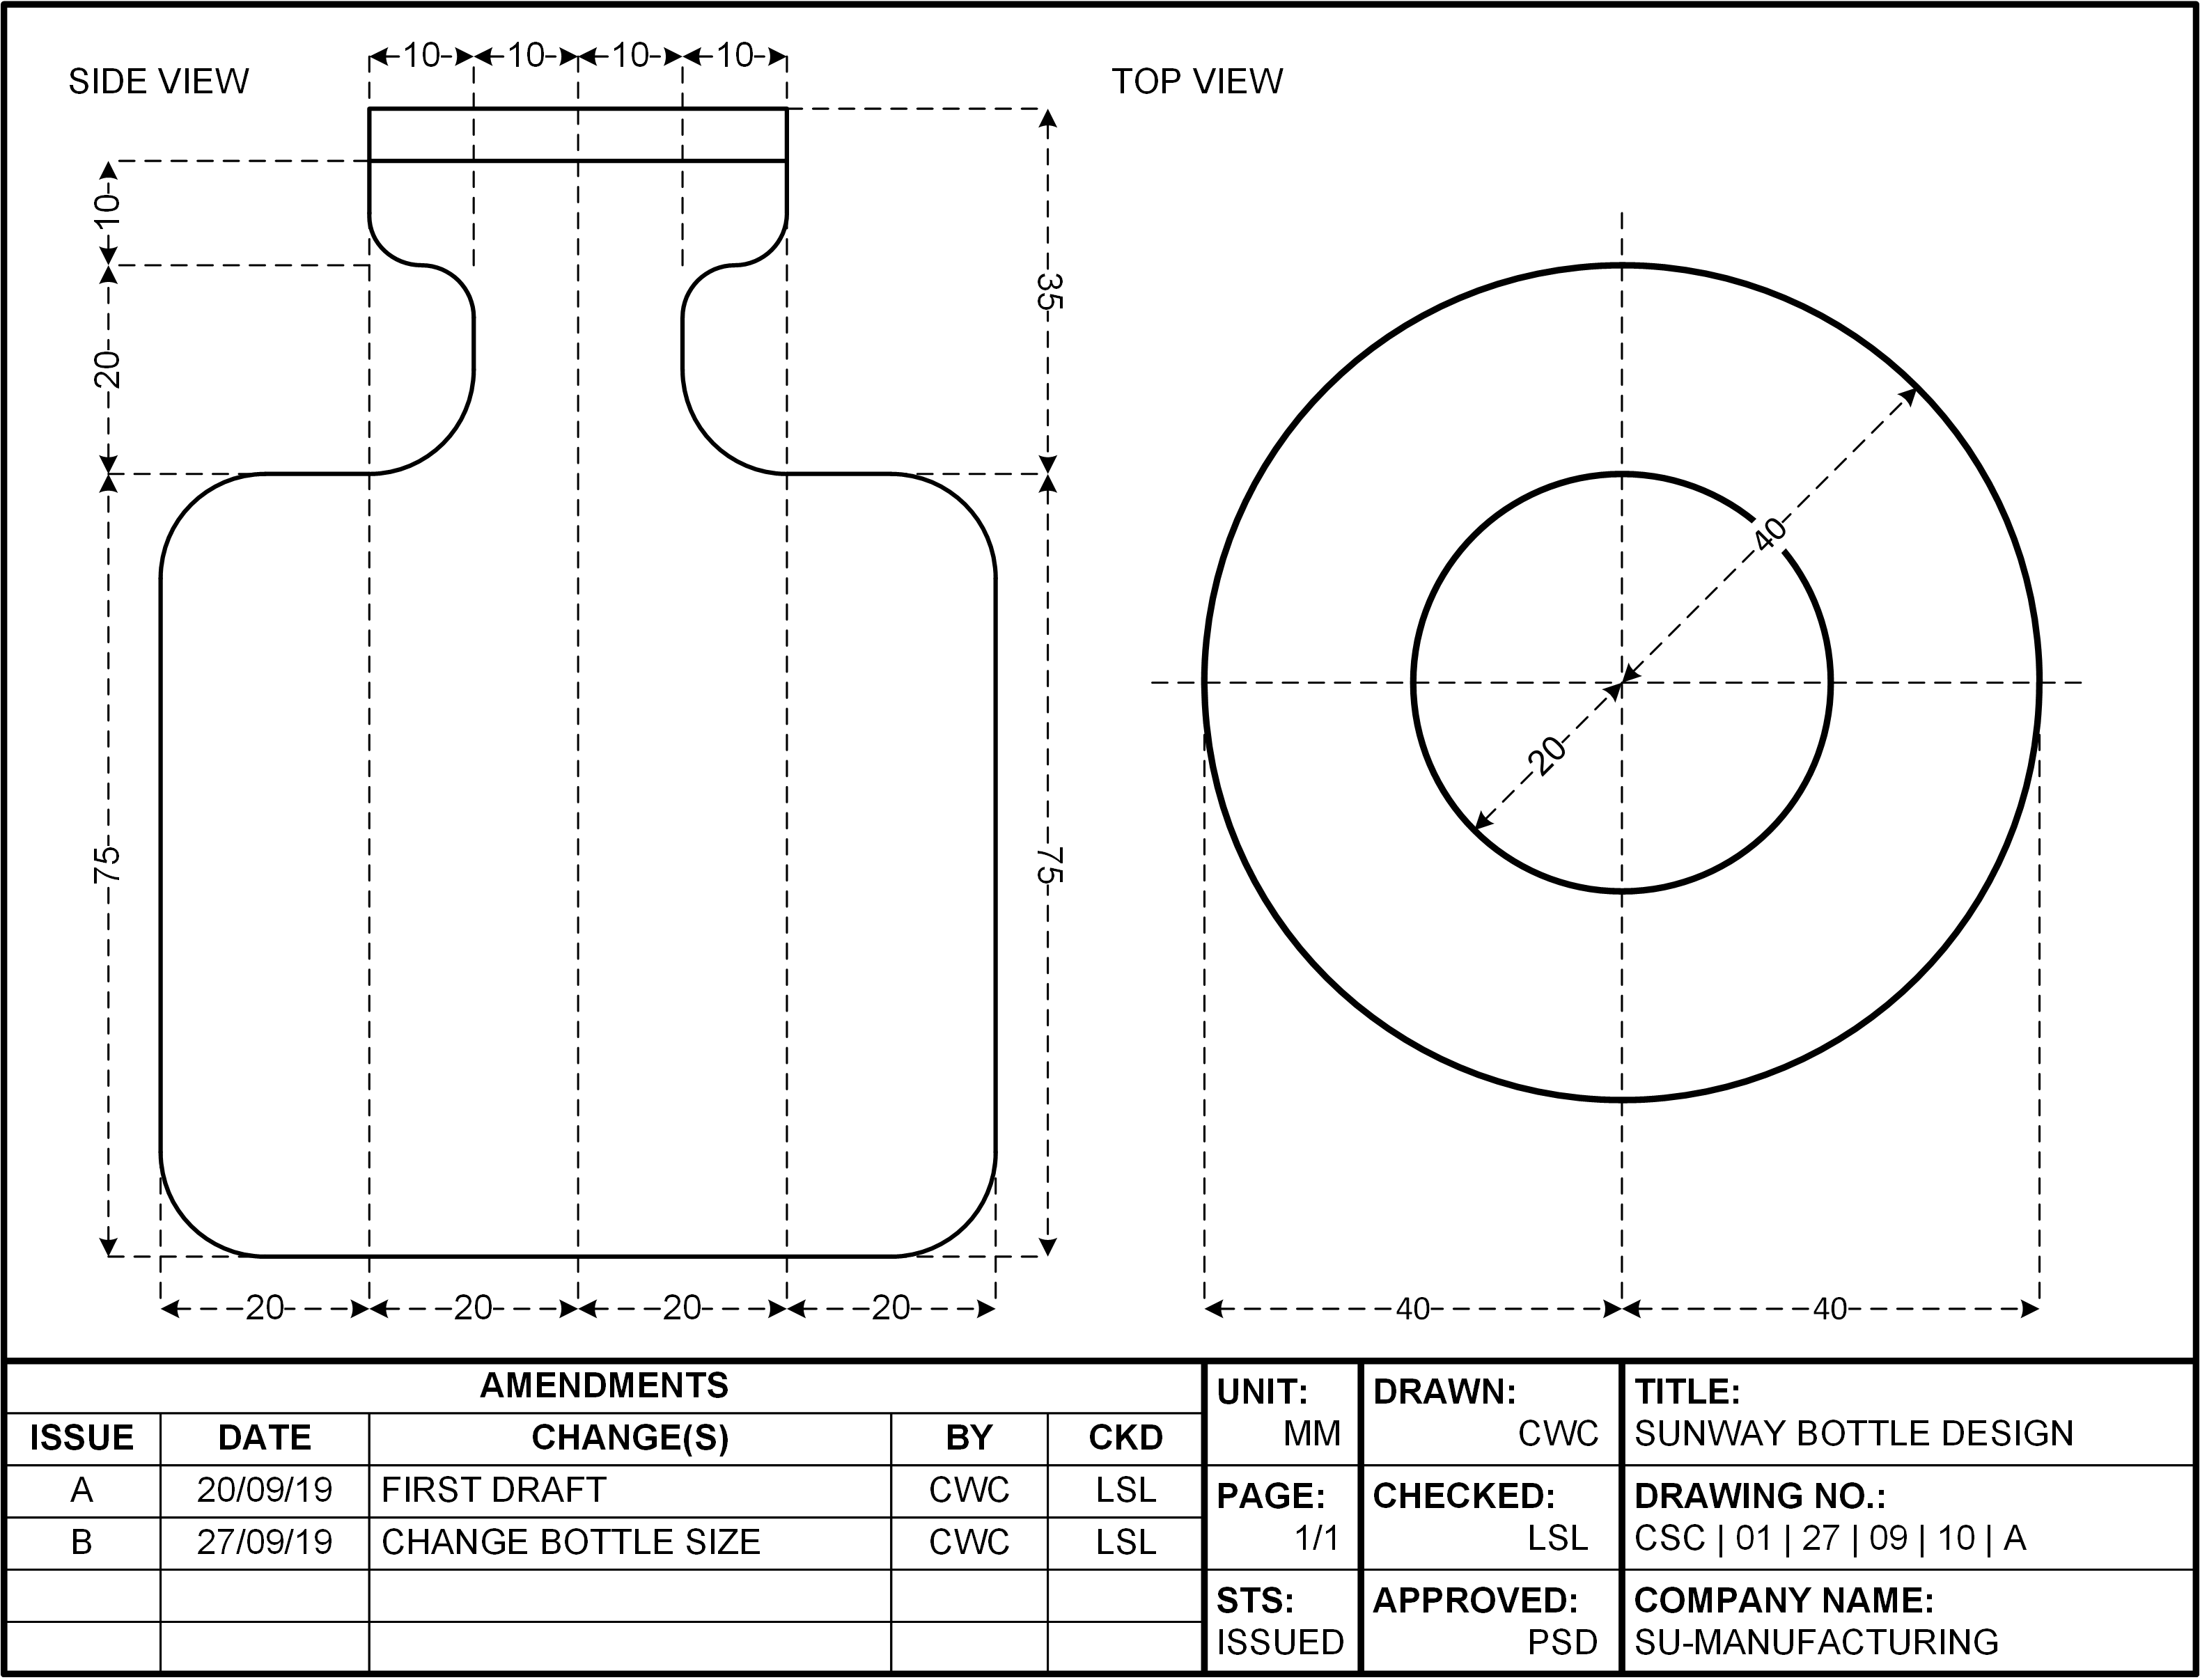 SIDE VIEW
10 10 10 10
TOP VIEW
10
20
75
35
75
20 20 20 20
40
20
40 40
AMENDMENTS
ISSUE DATE CHANGE(S) BY CKD
A 20/09/19 FIRST DRAFT CWC LSL
B 27/09/19 CHANGE BOTTLE SIZE CWC LSL
UNIT:
MM
DRAWN:
CWC
TITLE:
SUNWAY BOTTLE DESIGN
PAGE:
1/1
CHECKED:
LSL
DRAWING NO.:
CSC | 01 | 27 | 09 | 10 | A
STS:
ISSUED
APPROVED:
PSD
COMPANY NAME:
SU-MANUFACTURING